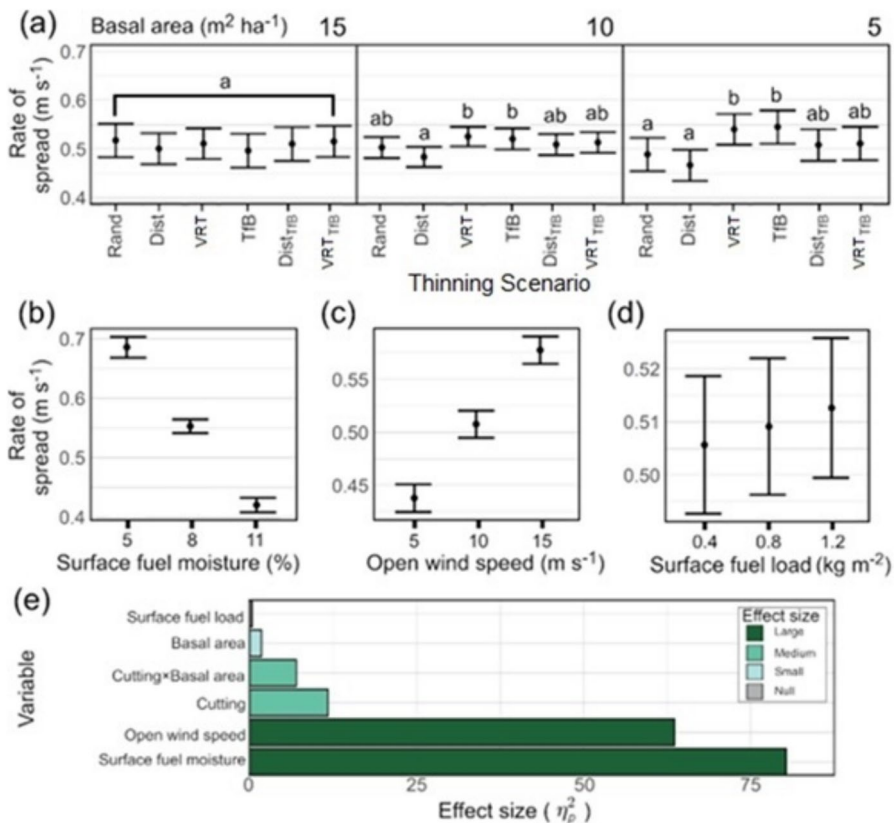 (a) Basal area (m² ha⁻¹) 15 10 5
Rate of spread (m s⁻¹)
0.7
0.6
0.5
0.4
a
ab a b b ab ab
a a b b ab ab
Rand Dist VRT TfB Dist_TfB VRT_TfB Rand Dist VRT TfB Dist_TfB VRT_TfB Rand Dist VRT TfB Dist_TfB VRT_TfB
Thinning Scenario
(b)
Rate of spread (m s⁻¹)
0.7
0.6
0.5
0.4
5 8 11
Surface fuel moisture (%)
(c)
0.55
0.50
0.45
5 10 15
Open wind speed (m s⁻¹)
(d)
0.52
0.51
0.50
0.4 0.8 1.2
Surface fuel load (kg m⁻²)
(e)
Variable
Surface fuel load
Basal area
Cutting×Basal area
Cutting
Open wind speed
Surface fuel moisture
0 25 50 75
Effect size (η²p)
Effect size
Large
Medium
Small
Null